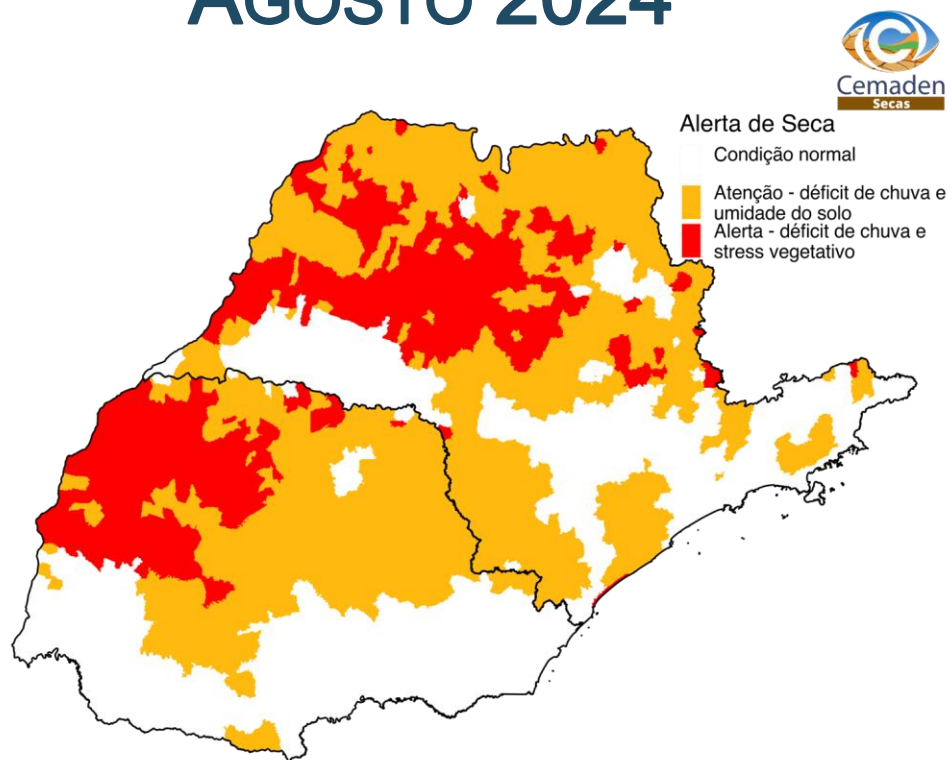 AGOSTO 2024
Cemaden
Secas
Alerta de Seca
Condição normal
Atenção - déficit de chuva e
umidade do solo
Alerta - déficit de chuva e
stress vegetativo